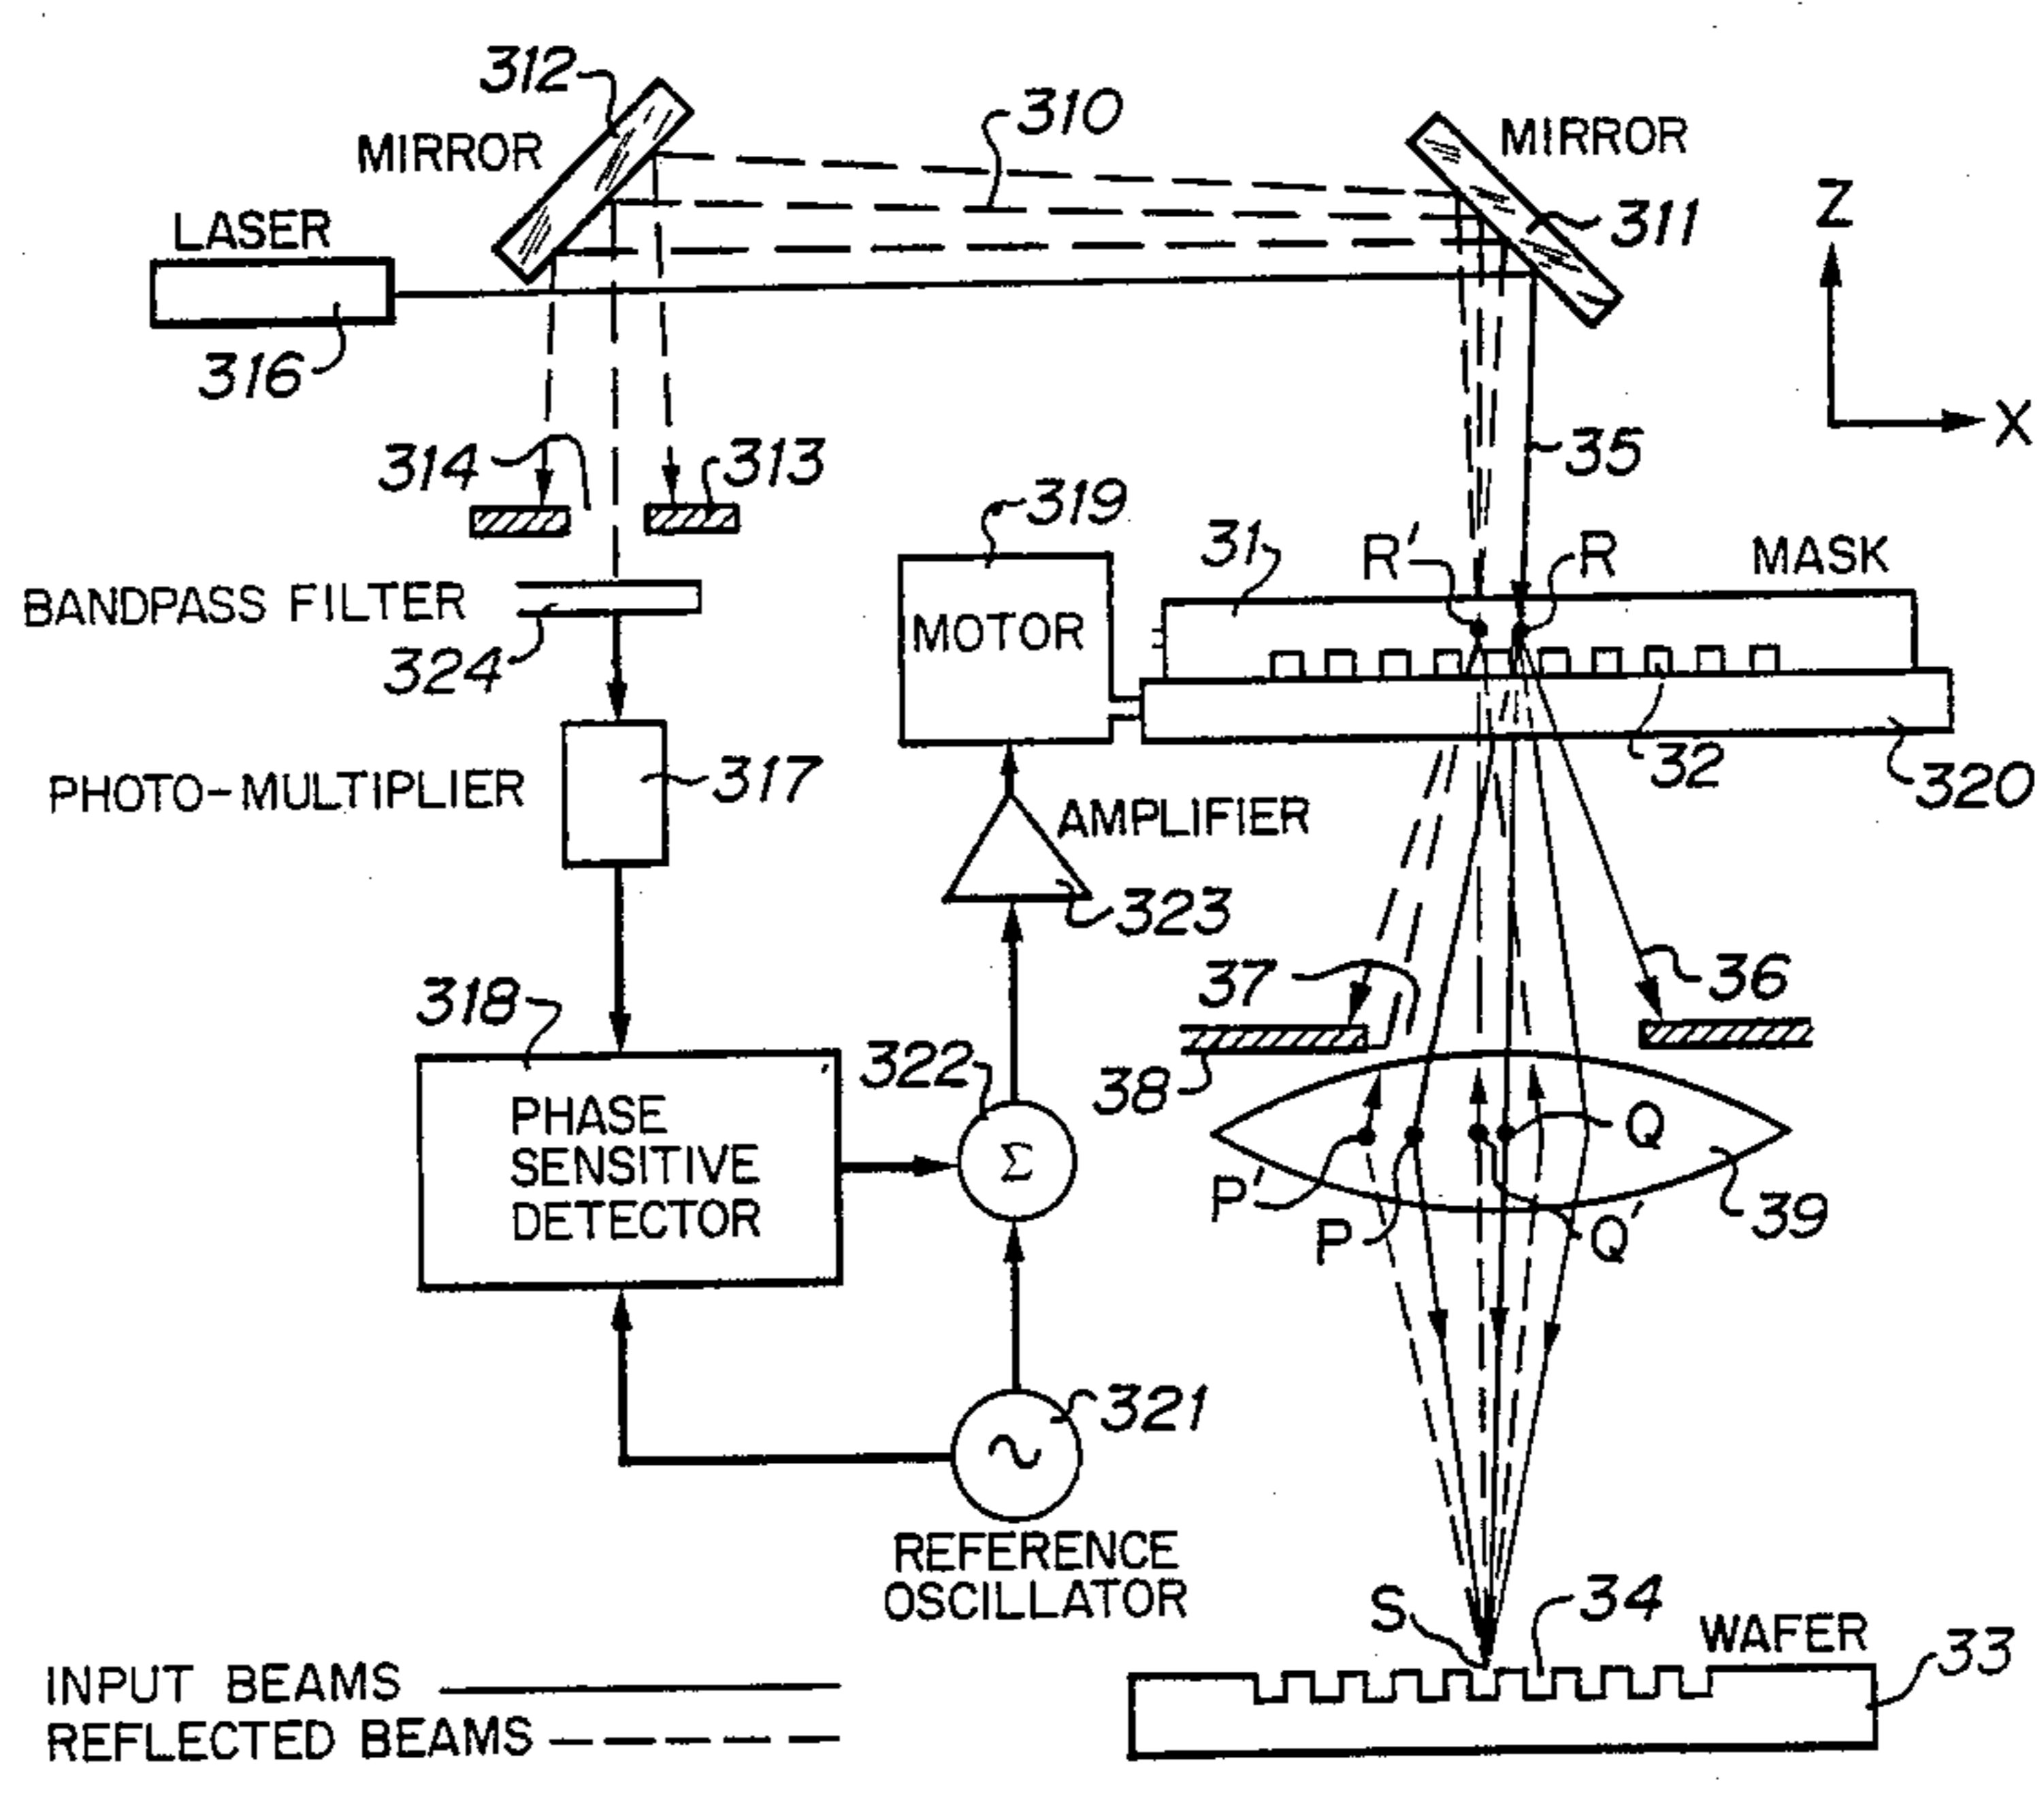 312
310
MIRROR
MIRROR
Z
LASER
311
316
X
314
313
35
319
31
R'
R
MASK
BANDPASS FILTER
324
MOTOR
PHOTO-MULTIPLIER
317
32
320
AMPLIFIER
323
318
37
36
322
38
PHASE
SENSITIVE
DETECTOR
Σ
P'
P
Q
Q'
39
321
REFERENCE
OSCILLATOR
S
34
WAFER
33
INPUT BEAMS
REFLECTED BEAMS